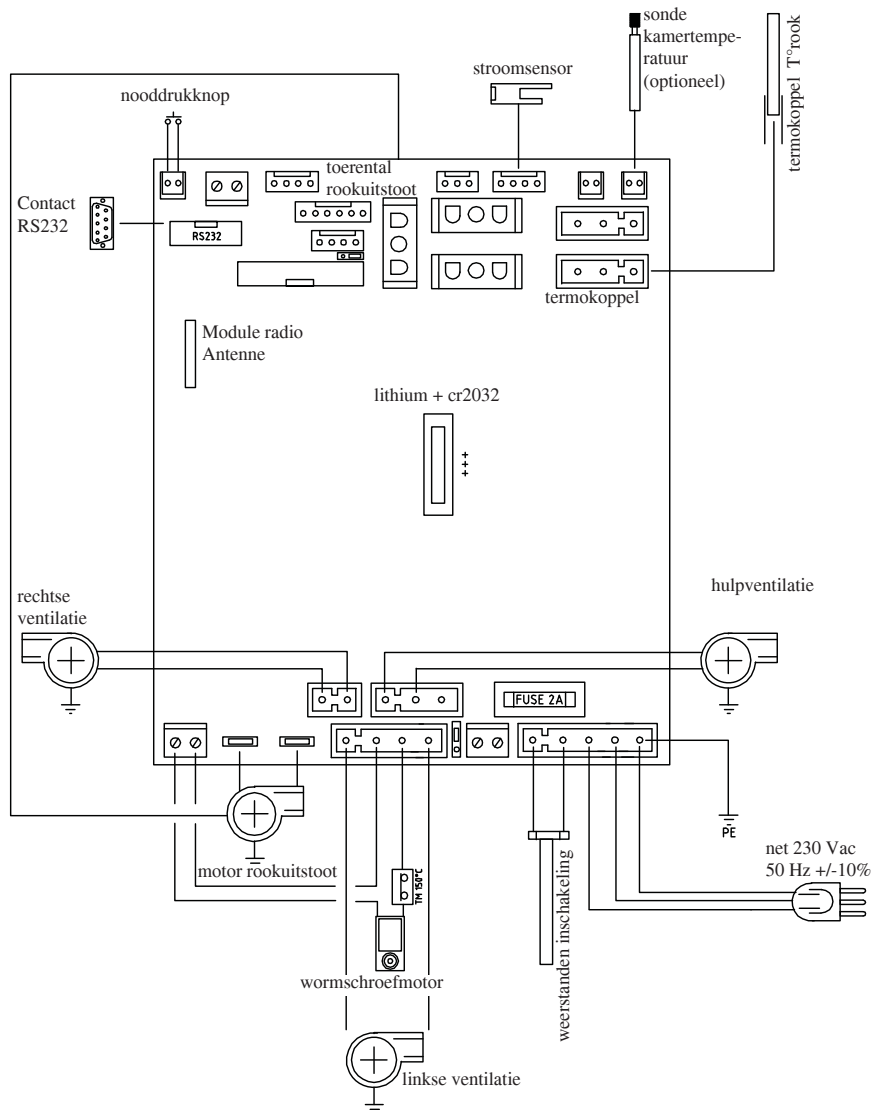 sonde
kamertempe-
ratuur
(optioneel)
stroomsensor
termokoppel T°rook
nooddrukknop
toerental
rookuitstoot
Contact
RS232
RS232
termokoppel
Module radio
Antenne
lithium + cr2032
+++
rechtse
ventilatie
hulpventilatie
FUSE 2A
PE
motor rookuitstoot
TM 150°C
net 230 Vac
50 Hz +/-10%
weerstanden inschakeling
wormschroefmotor
linkse ventilatie